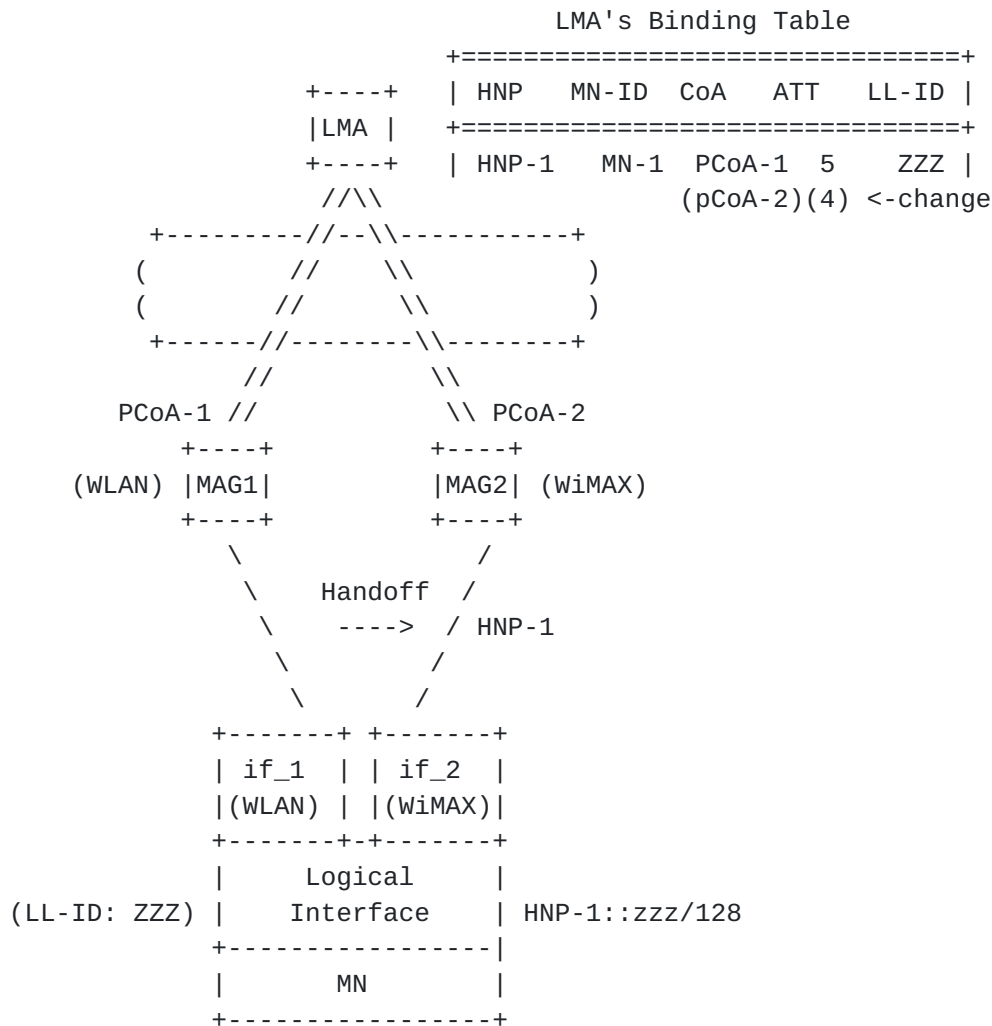 LMA's Binding Table
+================================+
+----+   | HNP   MN-ID  CoA   ATT   LL-ID |
|LMA |   +================================+
+----+   | HNP-1   MN-1  PCoA-1  5    ZZZ |
//\\                   (pCoA-2)(4) <-change
+---------//--\\-----------+
(         //    \\           )
(        //      \\          )
+------//--------\\--------+
//          \\
PCoA-1 //            \\ PCoA-2
+----+          +----+
(WLAN) |MAG1|          |MAG2| (WiMAX)
+----+          +----+
\               /
\    Handoff  /
\    ---->  / HNP-1
\         /
\       /
+-------+ +-------+
| if_1  | | if_2  |
|(WLAN) | |(WiMAX)|
+-------+-+-------+
|     Logical     |
(LL-ID: ZZZ) |    Interface    | HNP-1::zzz/128
+-----------------|
|       MN        |
+-----------------+